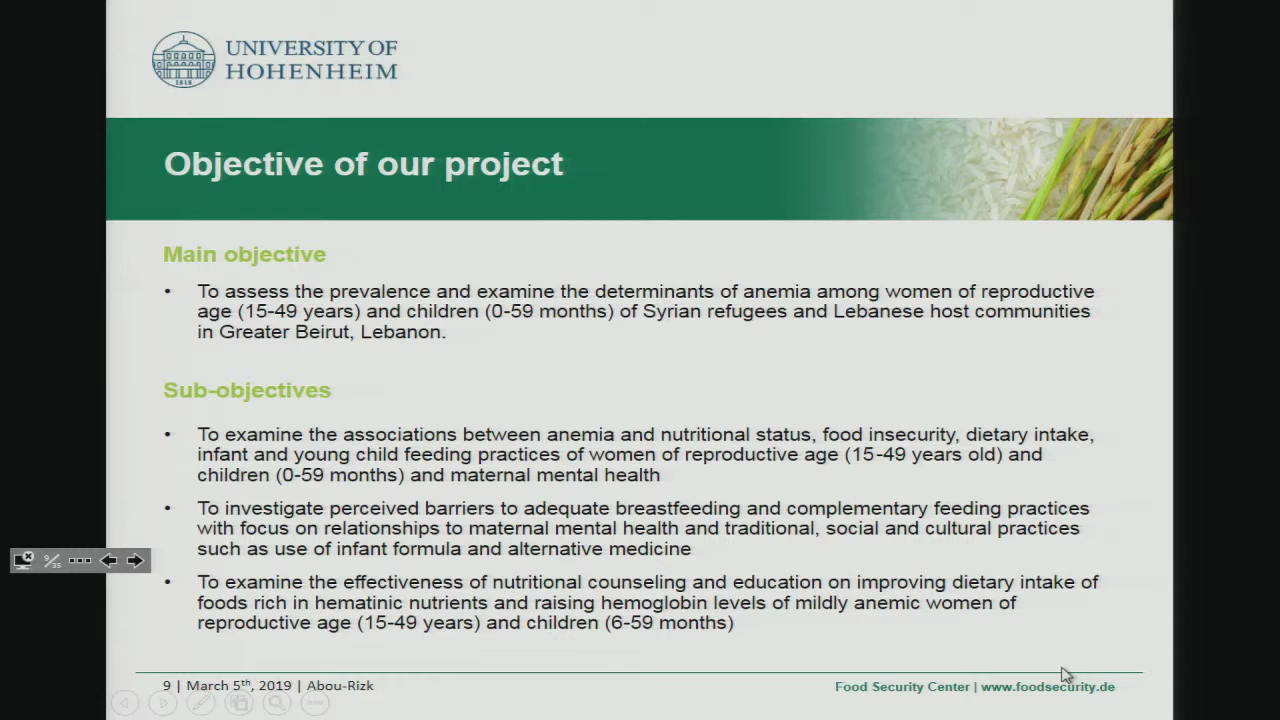 UNIVERSITY OF
HOHENHEIM
1818
Objective of our project
Main objective
• To assess the prevalence and examine the determinants of anemia among women of reproductive
age (15-49 years) and children (0-59 months) of Syrian refugees and Lebanese host communities
in Greater Beirut, Lebanon.
Sub-objectives
• To examine the associations between anemia and nutritional status, food insecurity, dietary intake,
infant and young child feeding practices of women of reproductive age (15-49 years old) and
children (0-59 months) and maternal mental health
• To investigate perceived barriers to adequate breastfeeding and complementary feeding practices
with focus on relationships to maternal mental health and traditional, social and cultural practices
such as use of infant formula and alternative medicine
9/35
• To examine the effectiveness of nutritional counseling and education on improving dietary intake of
foods rich in hematinic nutrients and raising hemoglobin levels of mildly anemic women of
reproductive age (15-49 years) and children (6-59 months)
9 | March 5th, 2019 | Abou-Rizk
Food Security Center | www.foodsecurity.de